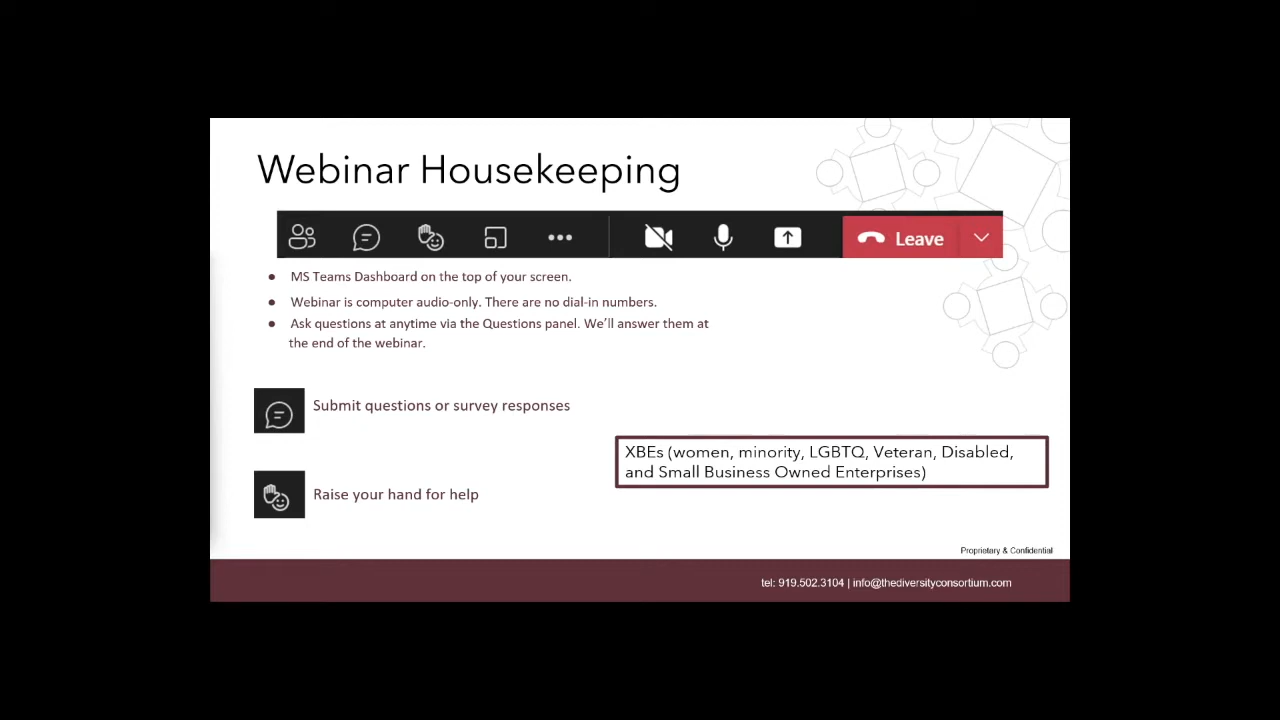 Webinar Housekeeping
Leave
● MS Teams Dashboard on the top of your screen.
● Webinar is computer audio-only. There are no dial-in numbers.
● Ask questions at anytime via the Questions panel. We’ll answer them at
the end of the webinar.
Submit questions or survey responses
XBEs (women, minority, LGBTQ, Veteran, Disabled,
and Small Business Owned Enterprises)
Raise your hand for help
Proprietary & Confidential
tel: 919.502.3104 | info@thediversityconsortium.com